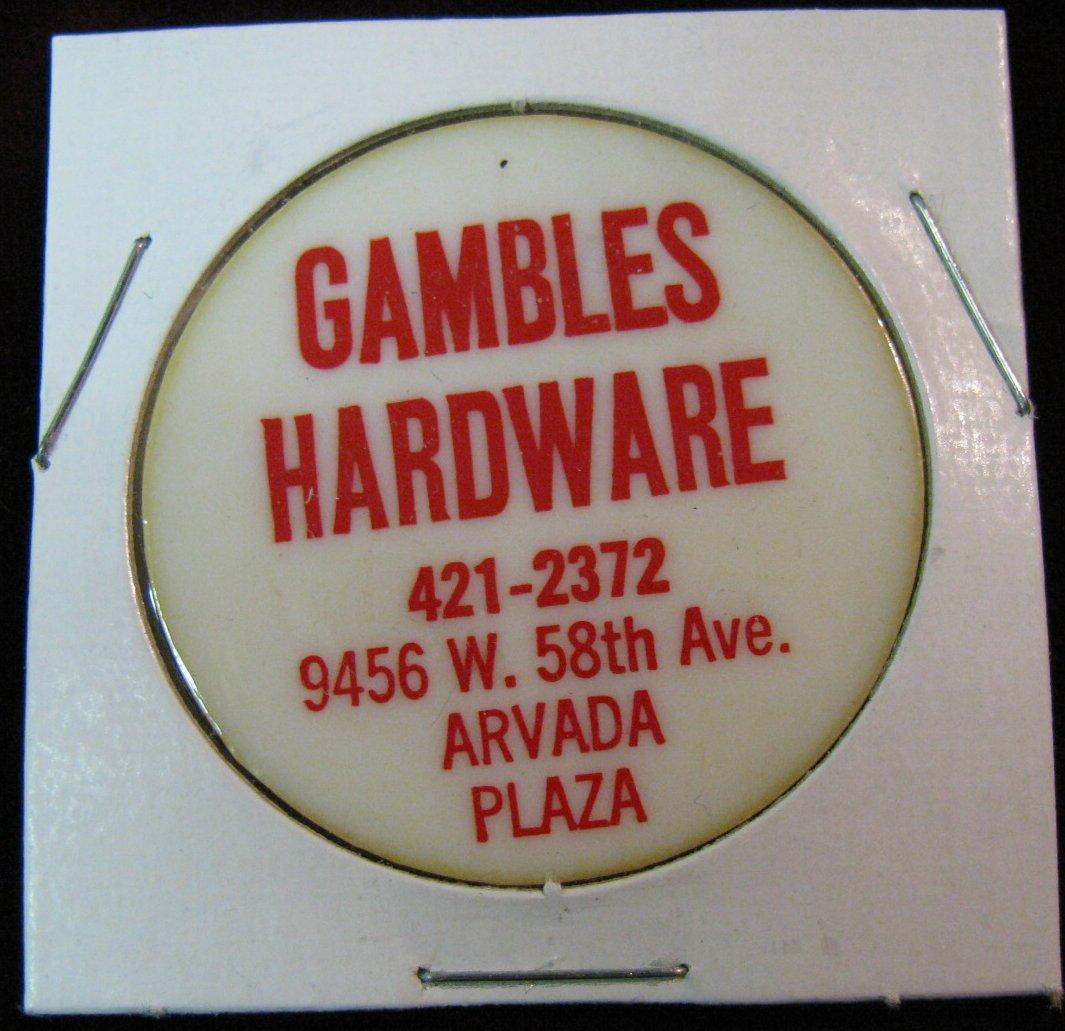 GAMBLES
HARDWARE
421-2372
9456 W. 58th Ave.
ARVADA
PLAZA